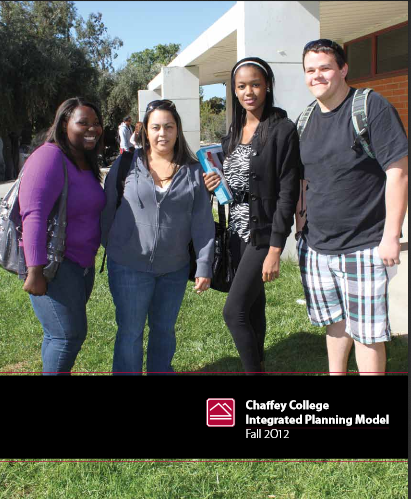 Chaffey College
Integrated Planning Model
Fall 2012